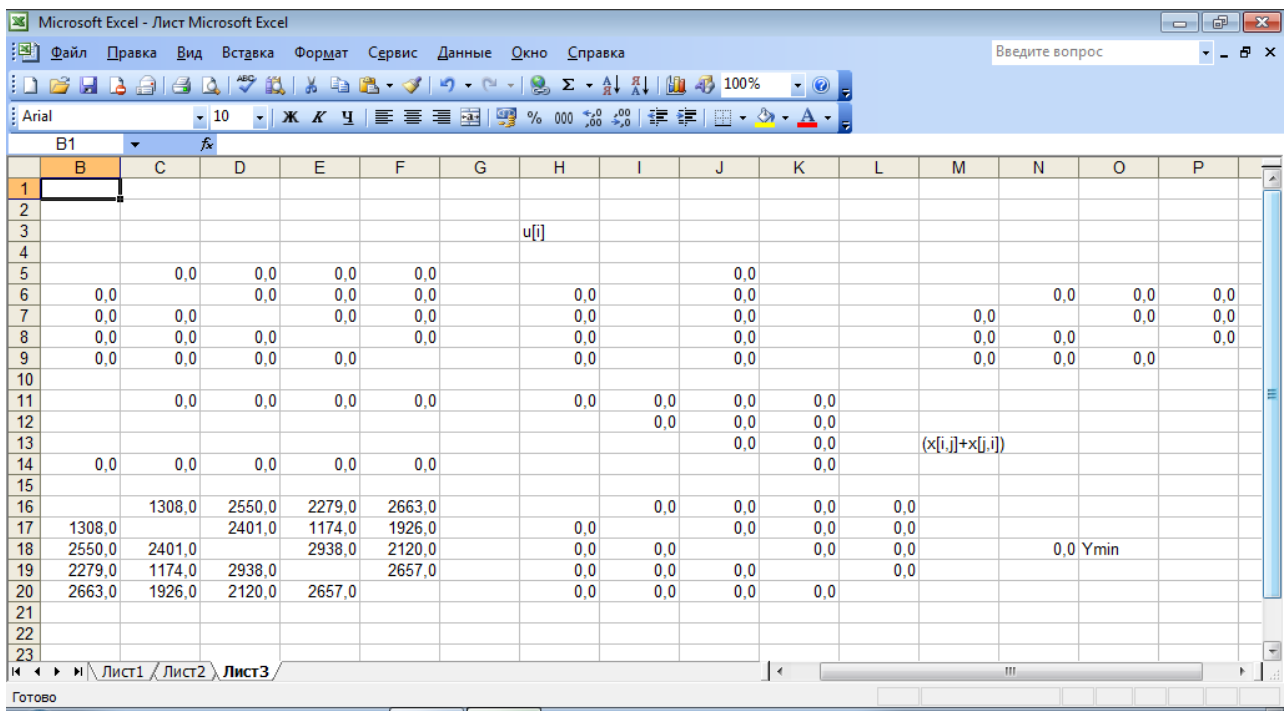 Microsoft Excel - Лист Microsoft Excel
Файл Правка Вид Вставка Формат Сервис Данные Окно Справка Введите вопрос
100%
Arial 10 Ж К Ч % 000
B1 fx
B C D E F G H I J K L M N O P
1
2
3 u[i]
4
5 0,0 0,0 0,0 0,0 0,0
6 0,0 0,0 0,0 0,0 0,0 0,0 0,0 0,0 0,0
7 0,0 0,0 0,0 0,0 0,0 0,0 0,0 0,0 0,0
8 0,0 0,0 0,0 0,0 0,0 0,0 0,0 0,0 0,0
9 0,0 0,0 0,0 0,0 0,0 0,0 0,0 0,0 0,0
10
11 0,0 0,0 0,0 0,0 0,0 0,0 0,0 0,0
12 0,0 0,0 0,0
13 0,0 0,0 (x[i,j]+x[j,i])
14 0,0 0,0 0,0 0,0 0,0 0,0
15
16 1308,0 2550,0 2279,0 2663,0 0,0 0,0 0,0 0,0
17 1308,0 2401,0 1174,0 1926,0 0,0 0,0 0,0 0,0
18 2550,0 2401,0 2938,0 2120,0 0,0 0,0 0,0 0,0 0,0 Ymin
19 2279,0 1174,0 2938,0 2657,0 0,0 0,0 0,0 0,0
20 2663,0 1926,0 2120,0 2657,0 0,0 0,0 0,0 0,0
21
22
23
Лист1 Лист2 Лист3
Готово